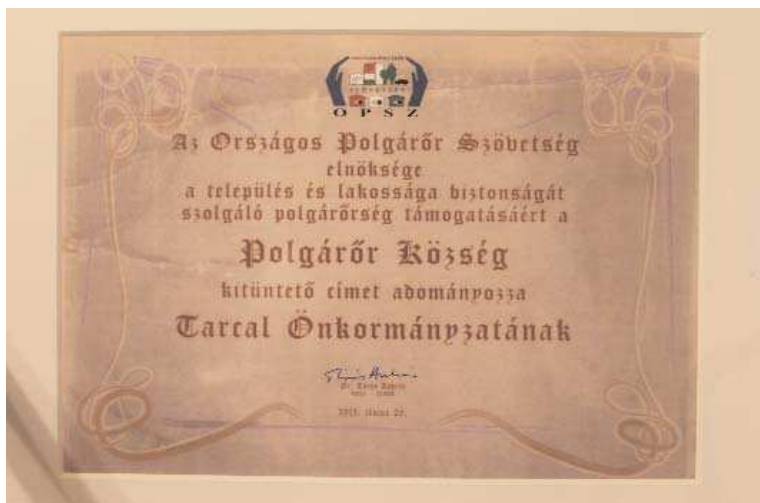 O P S Z
Az Országos Polgárőr Szövetség
elnöksége
a település és lakossága biztonságát
szolgáló polgárőrség támogatásáért a
Polgárőr Község
kitüntető címet adományozza
Tarcal Önkormányzatának
Dr.